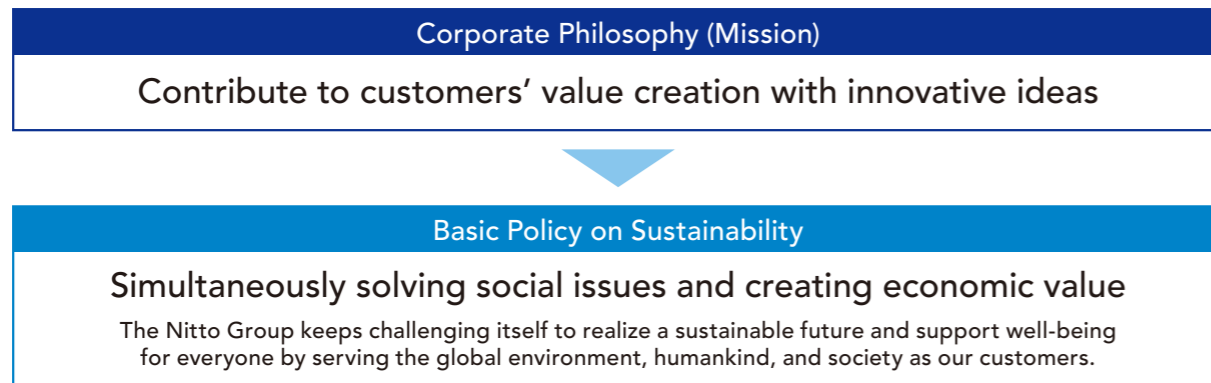 Corporate Philosophy (Mission)
Contribute to customers’ value creation with innovative ideas
Basic Policy on Sustainability
Simultaneously solving social issues and creating economic value
The Nitto Group keeps challenging itself to realize a sustainable future and support well-being
for everyone by serving the global environment, humankind, and society as our customers.